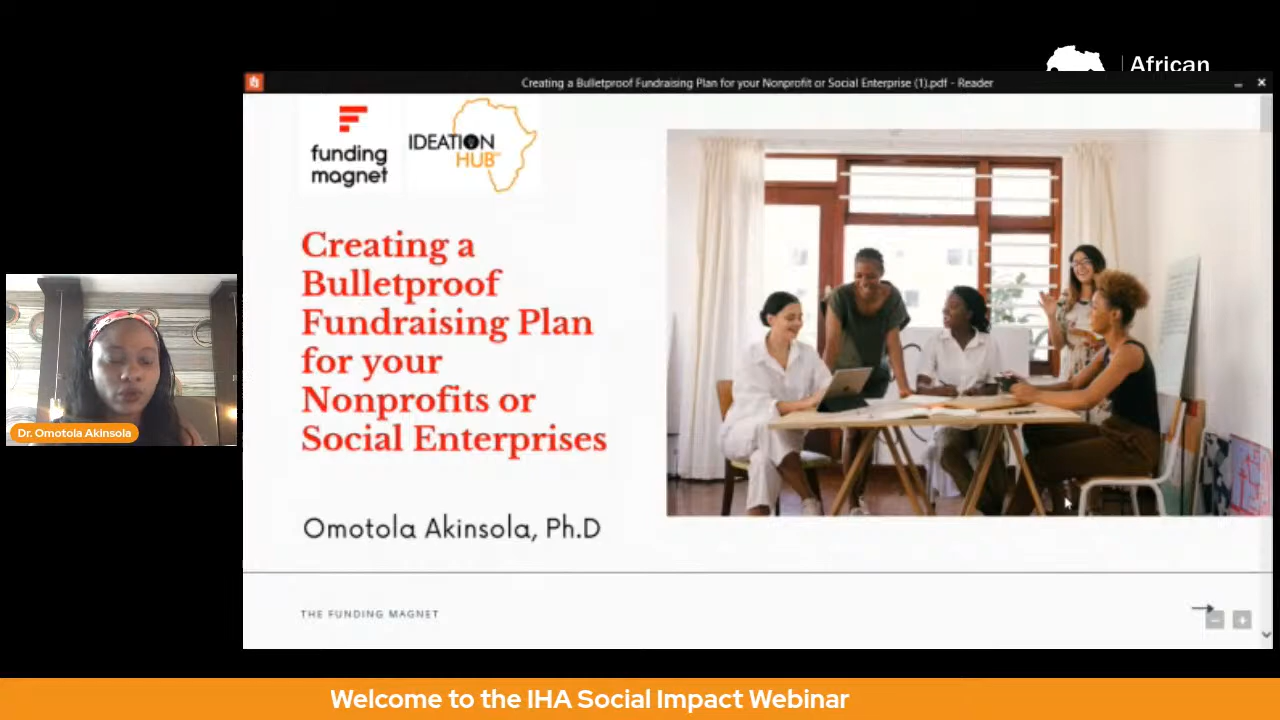 African
Creating a Bulletproof Fundraising Plan for your Nonprofit or Social Enterprise (1).pdf - Reader
funding
magnet
IDEATION
HUB
Creating a
Bulletproof
Fundraising Plan
for your
Nonprofits or
Social Enterprises
Omotola Akinsola, Ph.D
Dr. Omotola Akinsola
THE FUNDING MAGNET
Welcome to the IHA Social Impact Webinar